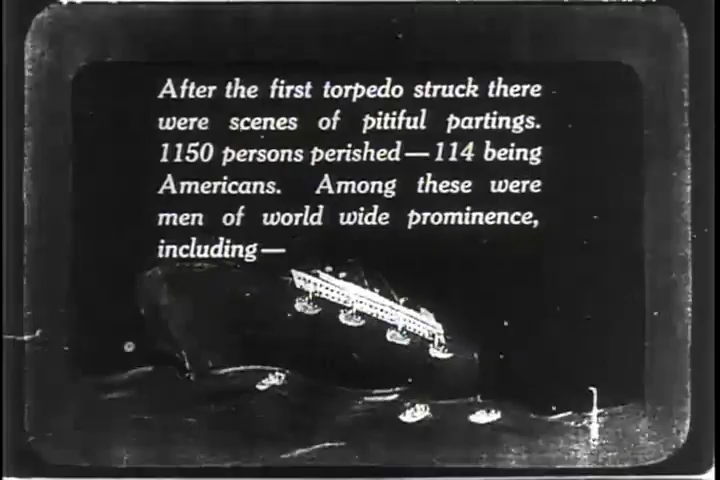 After the first torpedo struck there
were scenes of pitiful partings.
1150 persons perished—114 being
Americans. Among these were
men of world wide prominence,
including—